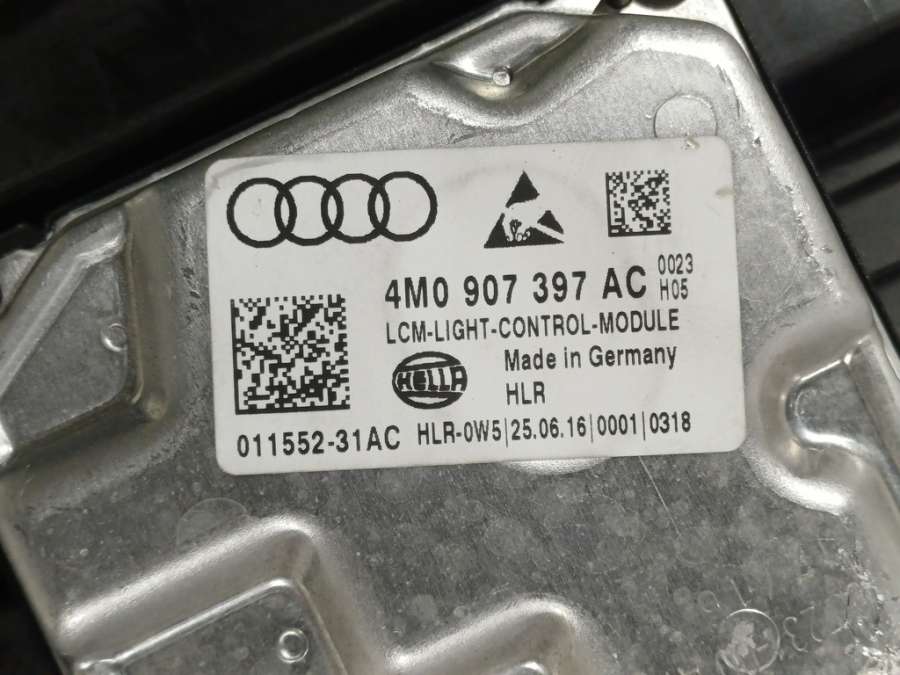 4M0 907 397 AC 0023
H05
LCM-LIGHT-CONTROL-MODULE
HELLA
Made in Germany
HLR
011552-31AC HLR-0W5|25.06.16|0001|0318